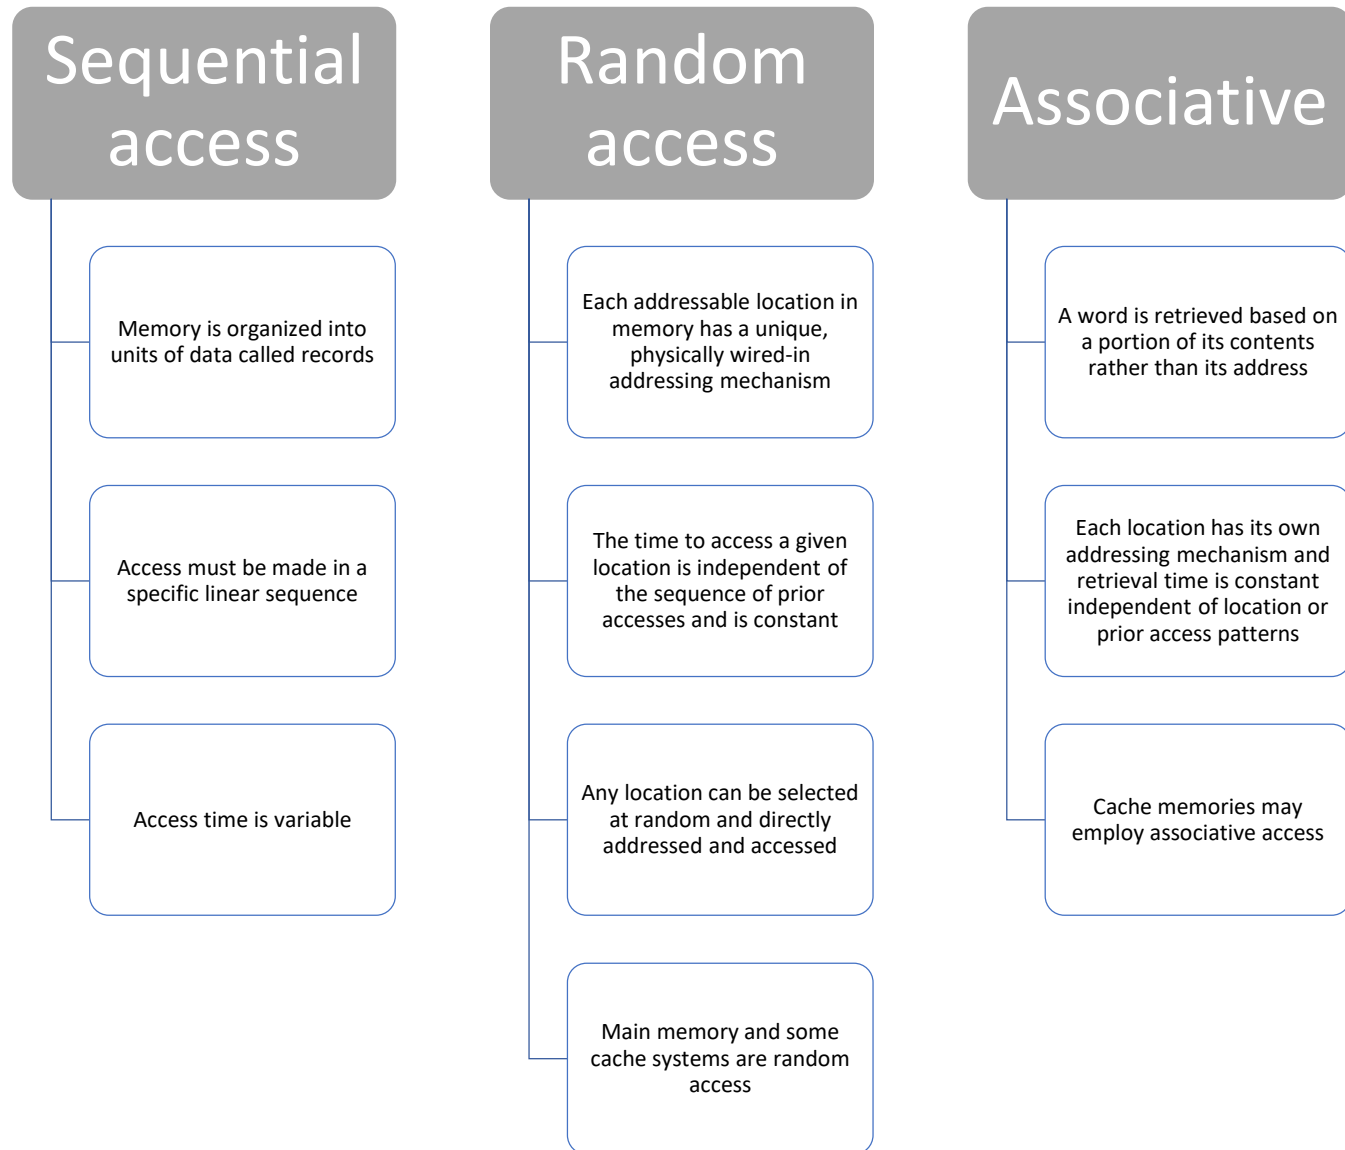 Sequential
access
Memory is organized into
units of data called records
Access must be made in a
specific linear sequence
Access time is variable
Random
access
Each addressable location in
memory has a unique,
physically wired-in
addressing mechanism
The time to access a given
location is independent of
the sequence of prior
accesses and is constant
Any location can be selected
at random and directly
addressed and accessed
Main memory and some
cache systems are random
access
Associative
A word is retrieved based on
a portion of its contents
rather than its address
Each location has its own
addressing mechanism and
retrieval time is constant
independent of location or
prior access patterns
Cache memories may
employ associative access